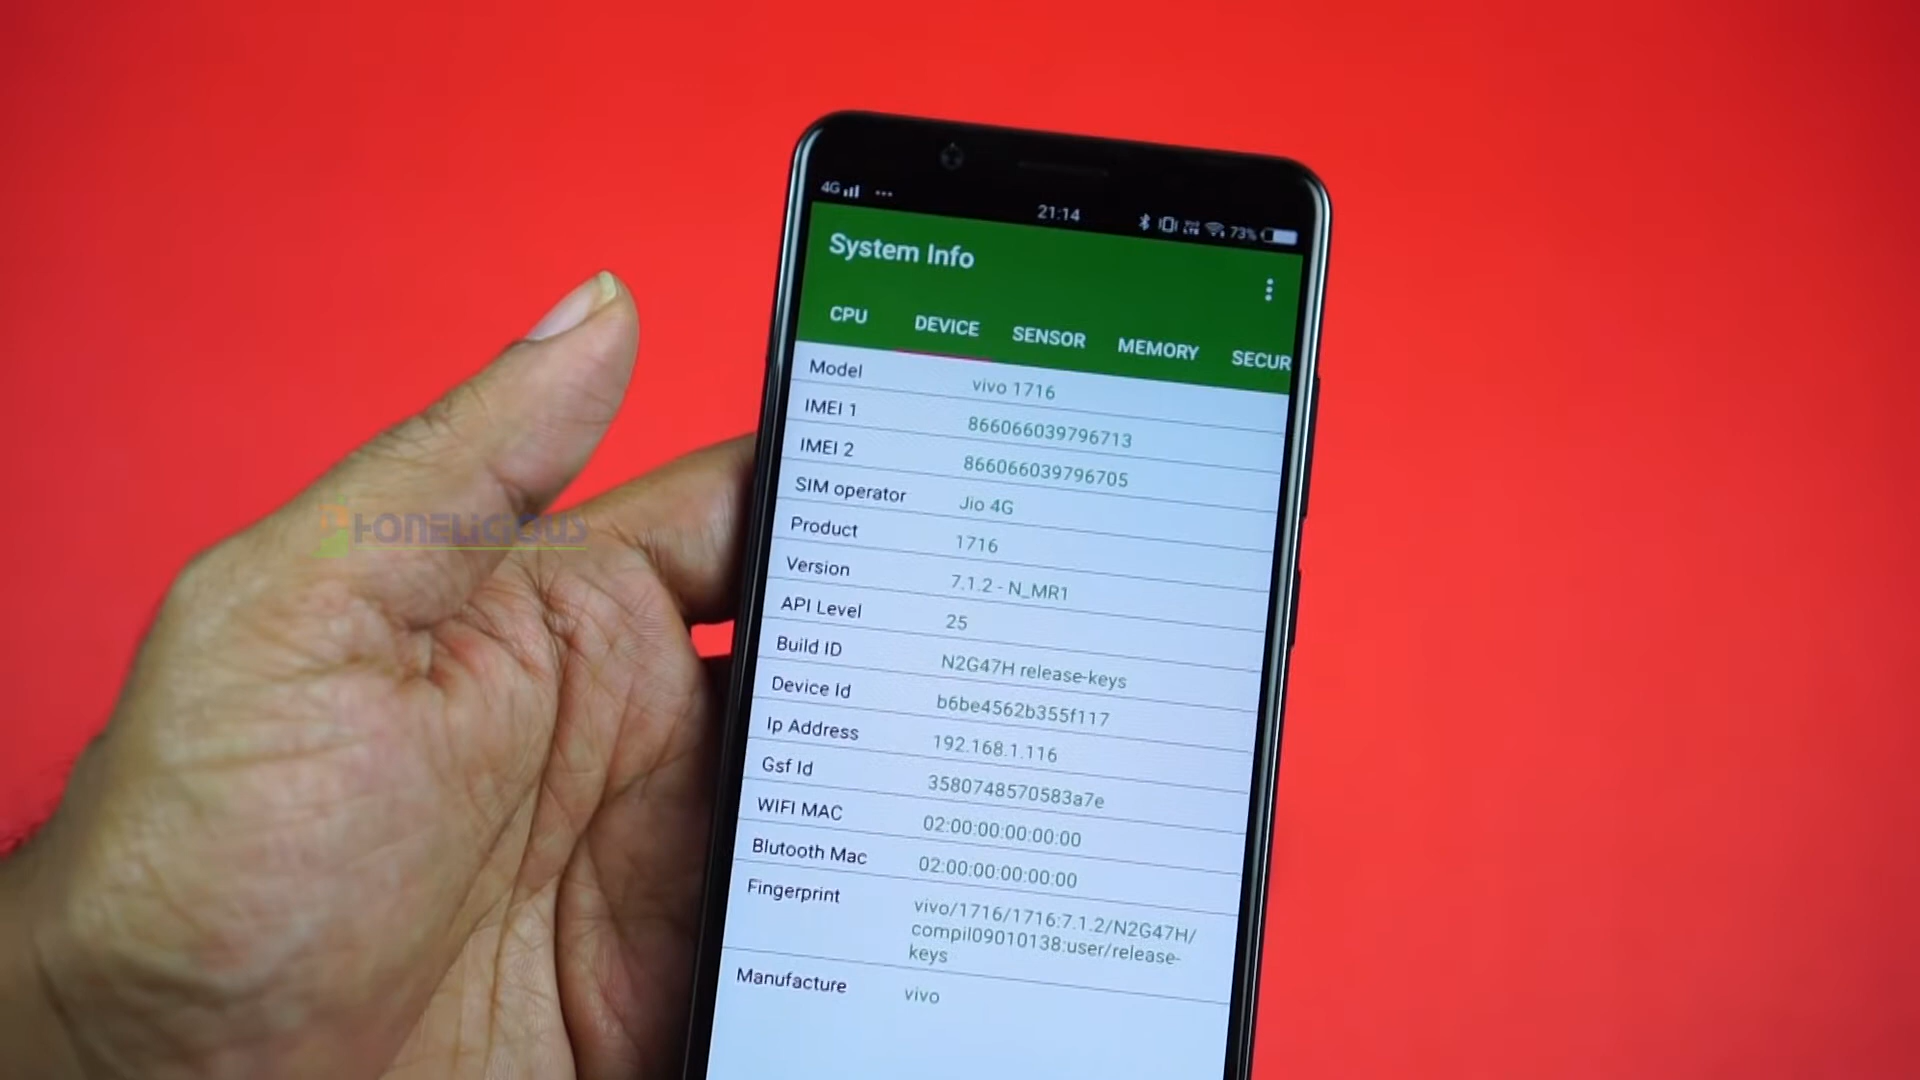 4G ...
21:14
73%
System Info
CPU DEVICE SENSOR MEMORY SECUR
Model vivo 1716
IMEI 1 866066039796713
IMEI 2 866066039796705
SIM operator Jio 4G
Product 1716
Version 7.1.2 - N_MR1
API Level 25
Build ID N2G47H release-keys
Device Id b6be4562b355f117
Ip Address 192.168.1.116
Gsf Id 3580748570583a7e
WIFI MAC 02:00:00:00:00:00
Blutooth Mac 02:00:00:00:00:00
Fingerprint vivo/1716/1716:7.1.2/N2G47H/
compil09010138:user/release-
keys
Manufacture vivo
PHONELICIOUS